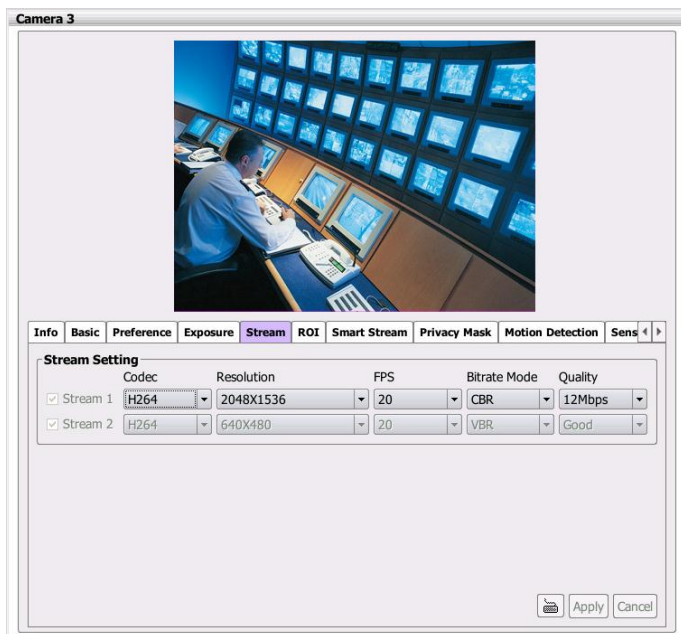 Camera 3
Info Basic Preference Exposure Stream ROI Smart Stream Privacy Mask Motion Detection Sens
Stream Setting
Codec Resolution FPS Bitrate Mode Quality
Stream 1 H264 2048X1536 20 CBR 12Mbps
Stream 2 H264 640X480 20 VBR Good
Apply Cancel